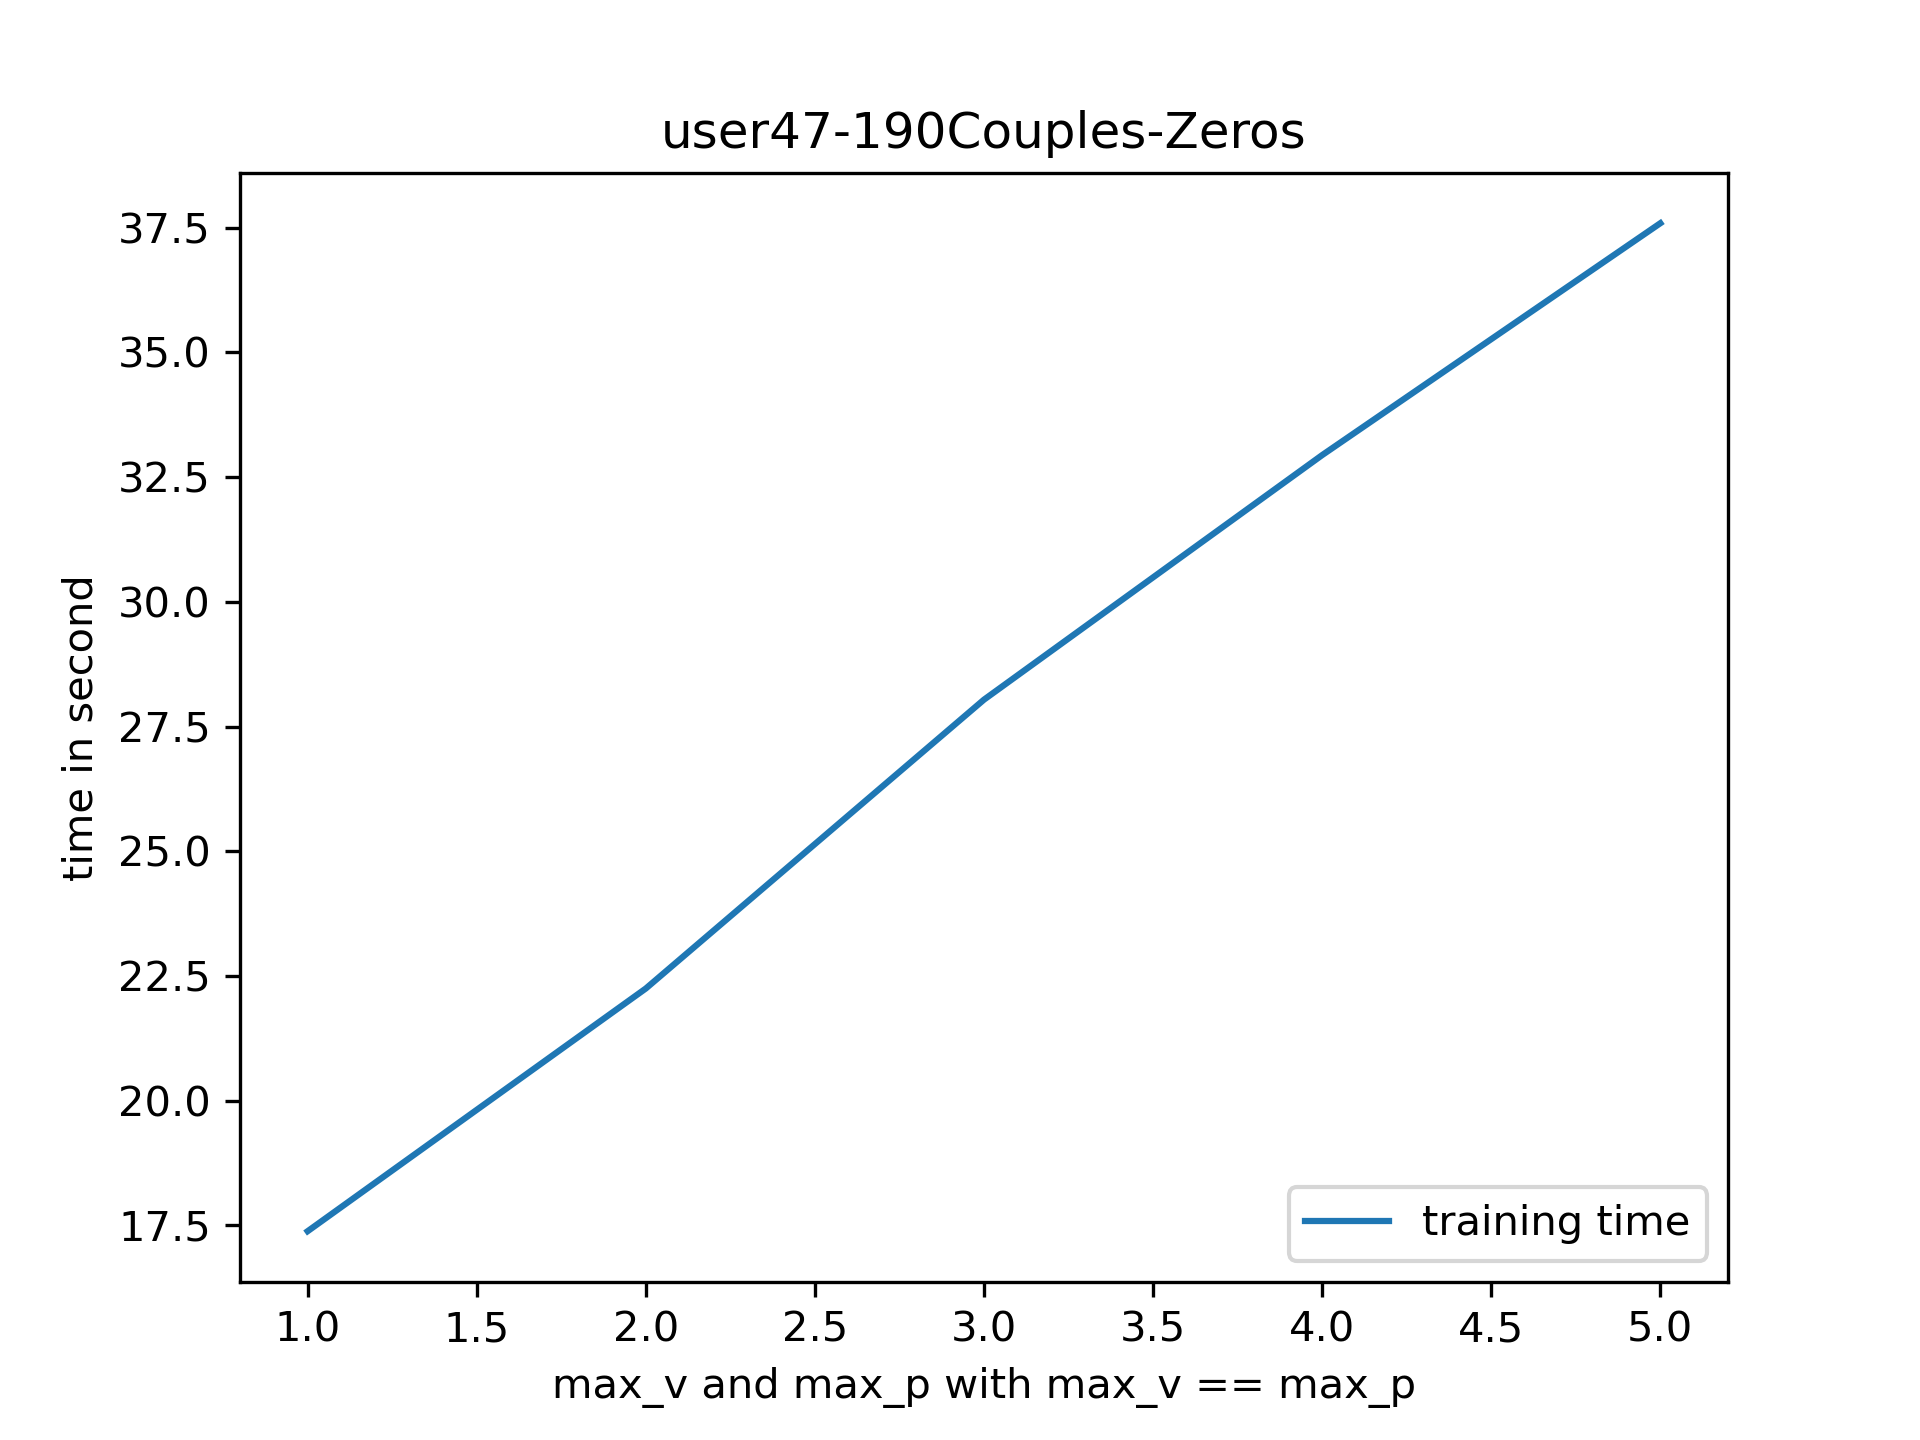 user47-190Couples-Zeros
37.5
35.0
32.5
30.0
27.5
25.0
22.5
20.0
17.5
time in second
training time
1.0 1.5 2.0 2.5 3.0 3.5 4.0 4.5 5.0
max_v and max_p with max_v == max_p